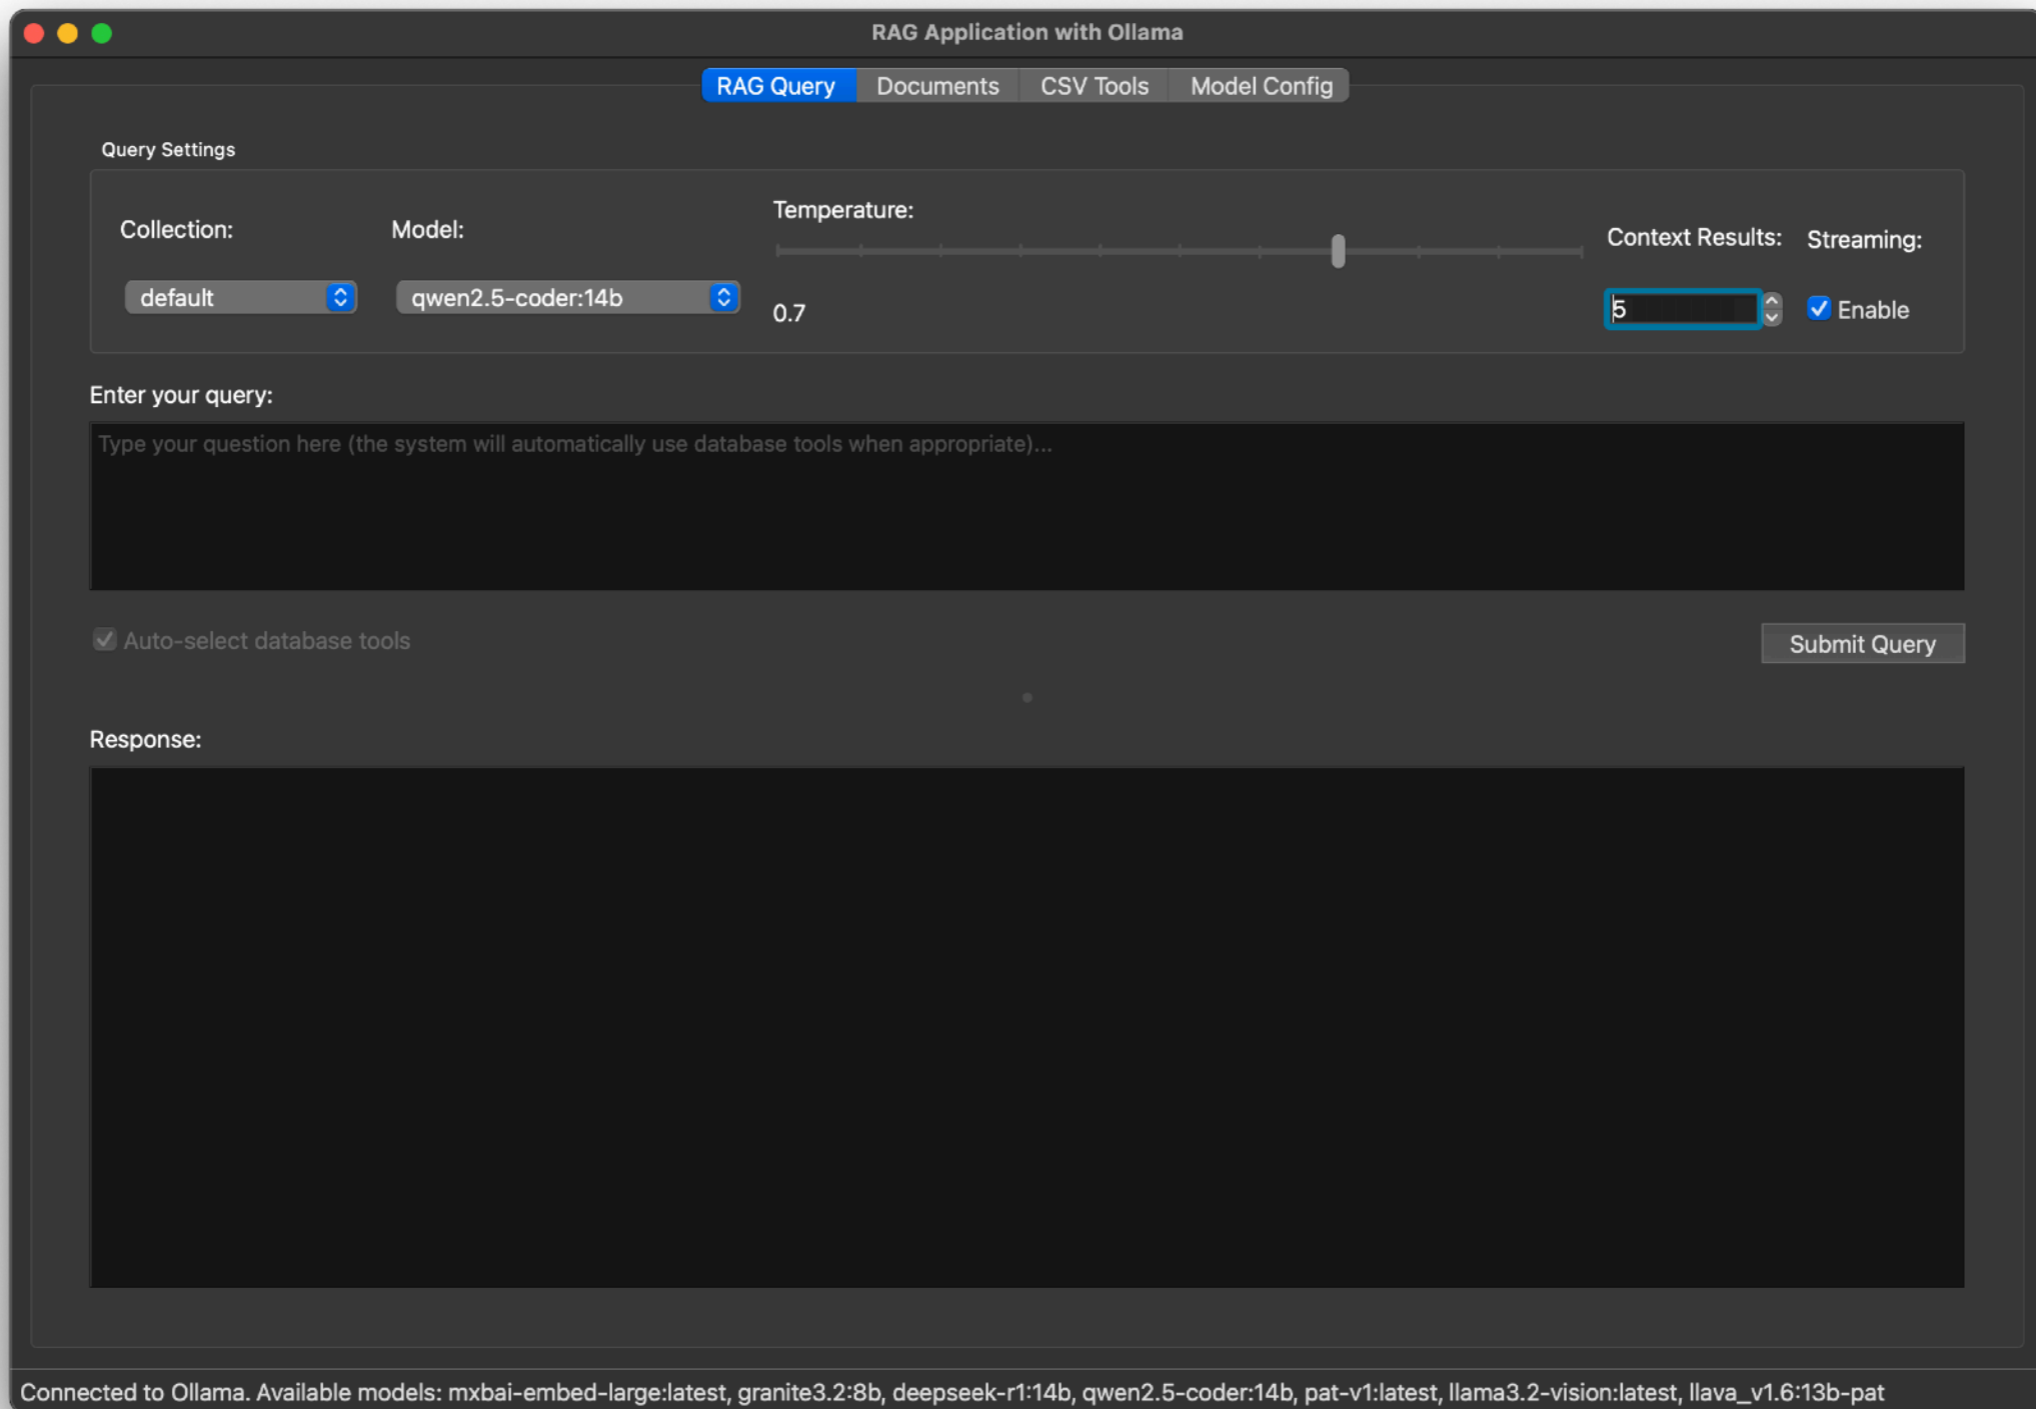 RAG Application with Ollama
RAG Query Documents CSV Tools Model Config
Query Settings
Collection: Model: Temperature: Context Results: Streaming:
default qwen2.5-coder:14b 0.7 5 Enable
Enter your query:
Type your question here (the system will automatically use database tools when appropriate)...
Auto-select database tools Submit Query
Response:
Connected to Ollama. Available models: mxbai-embed-large:latest, granite3.2:8b, deepseek-r1:14b, qwen2.5-coder:14b, pat-v1:latest, llama3.2-vision:latest, llava_v1.6:13b-pat